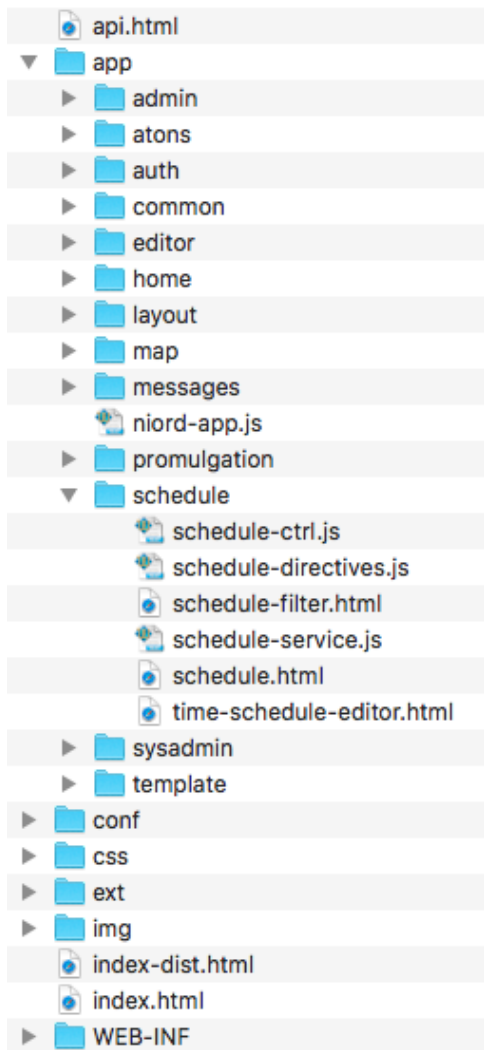 api.html
app
admin
atons
auth
common
editor
home
layout
map
messages
niord-app.js
promulgation
schedule
schedule-ctrl.js
schedule-directives.js
schedule-filter.html
schedule-service.js
schedule.html
time-schedule-editor.html
sysadmin
template
conf
css
ext
img
index-dist.html
index.html
WEB-INF